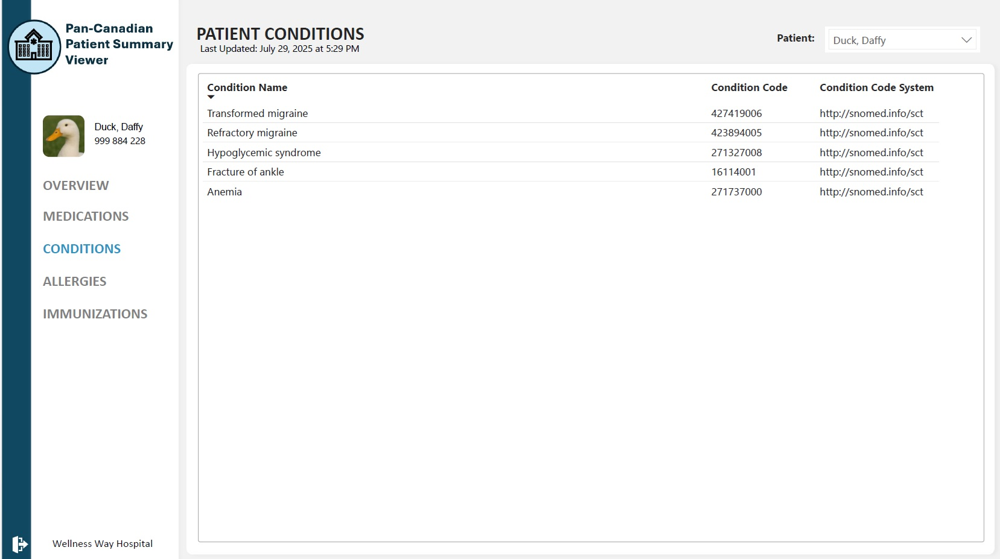 Pan-Canadian
Patient Summary
Viewer
Duck, Daffy
999 884 228
OVERVIEW
MEDICATIONS
CONDITIONS
ALLERGIES
IMMUNIZATIONS
Wellness Way Hospital
PATIENT CONDITIONS
Last Updated: July 29, 2025 at 5:29 PM
Patient: Duck, Daffy
Condition Name Condition Code Condition Code System
Transformed migraine 427419006 http://snomed.info/sct
Refractory migraine 423894005 http://snomed.info/sct
Hypoglycemic syndrome 271327008 http://snomed.info/sct
Fracture of ankle 16114001 http://snomed.info/sct
Anemia 271737000 http://snomed.info/sct